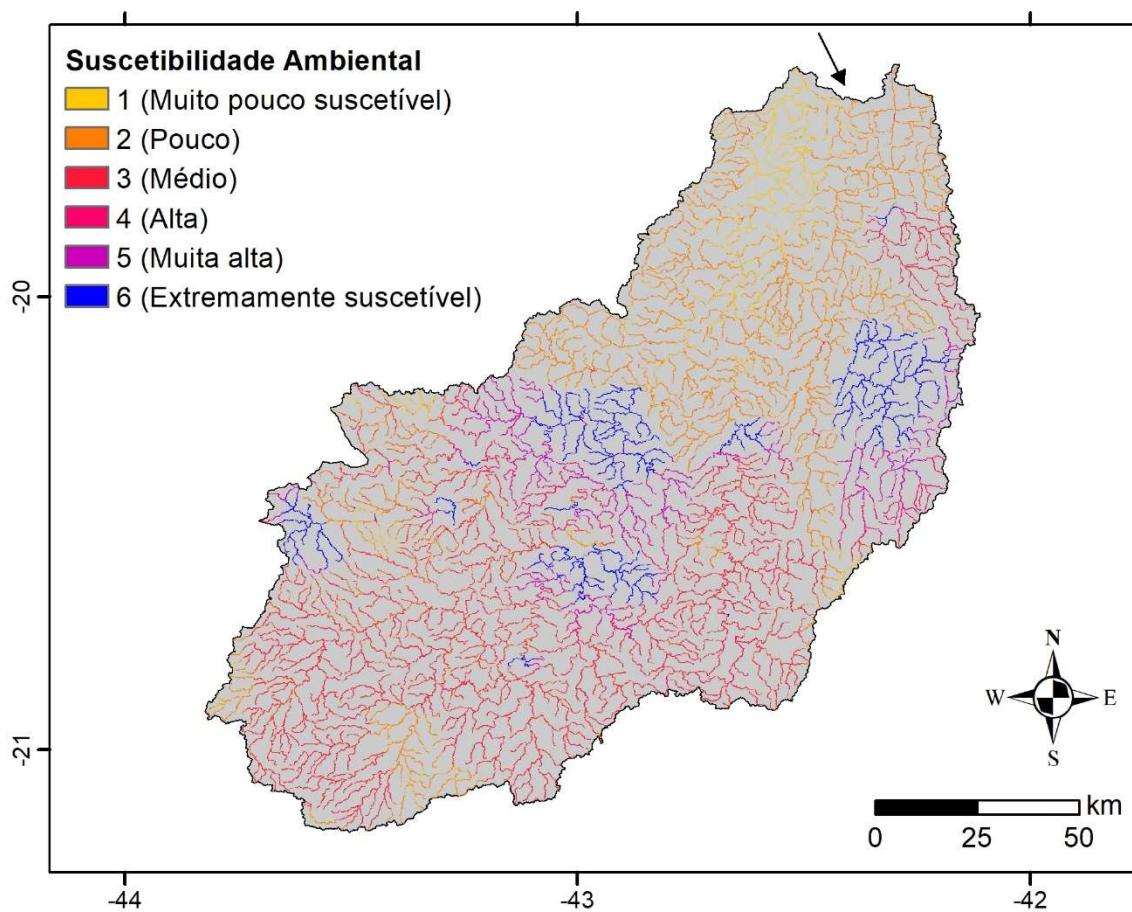 Suscetibilidade Ambiental
1 (Muito pouco suscetível)
2 (Pouco)
3 (Médio)
4 (Alta)
5 (Muita alta)
6 (Extremamente suscetível)
-20
-21
N
W E
S
km
0 25 50
-44 -43 -42